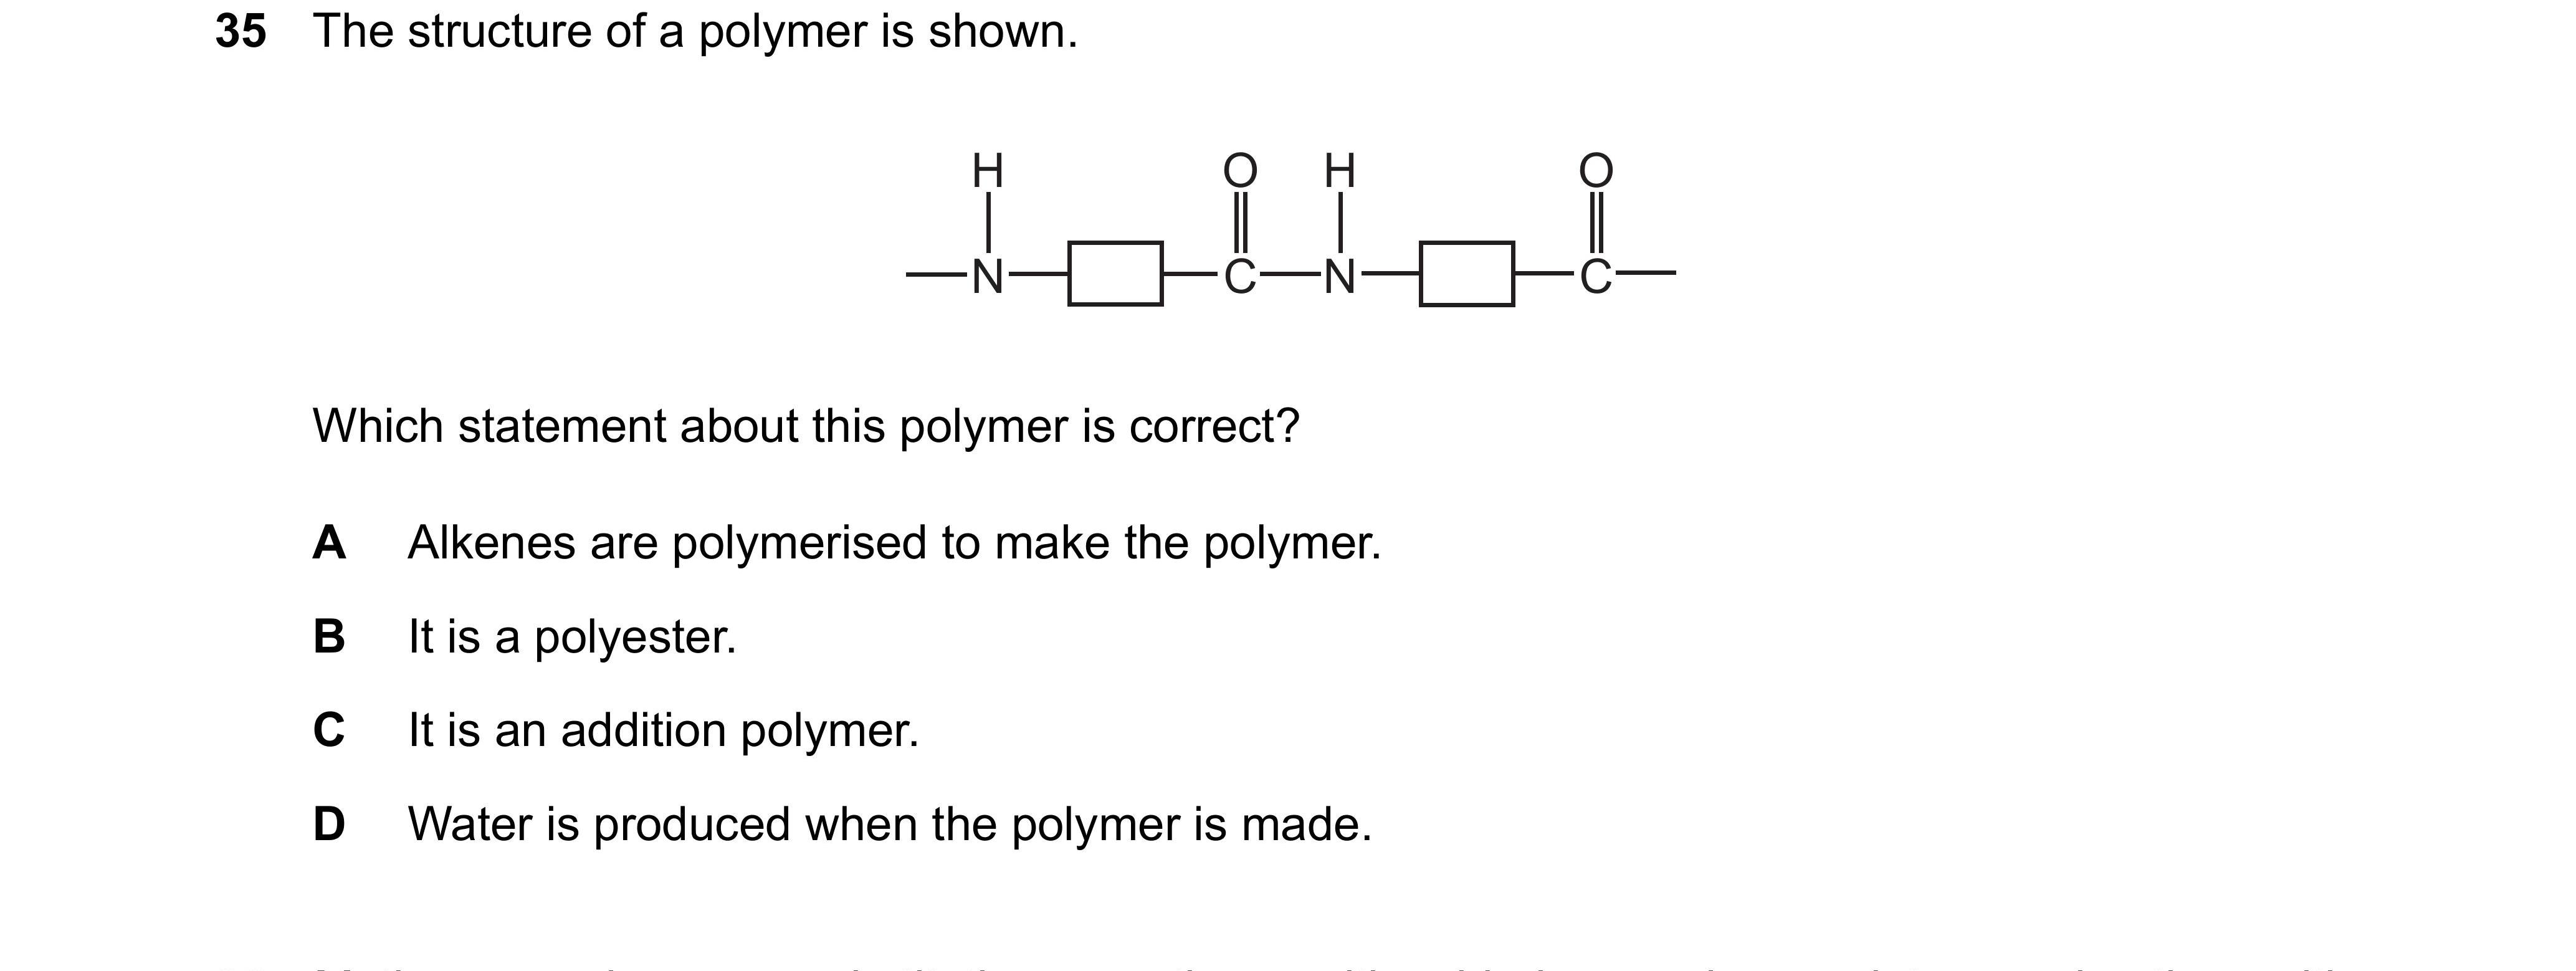 35 The structure of a polymer is shown.
H O H O
N C N C
Which statement about this polymer is correct?
A Alkenes are polymerised to make the polymer.
B It is a polyester.
C It is an addition polymer.
D Water is produced when the polymer is made.